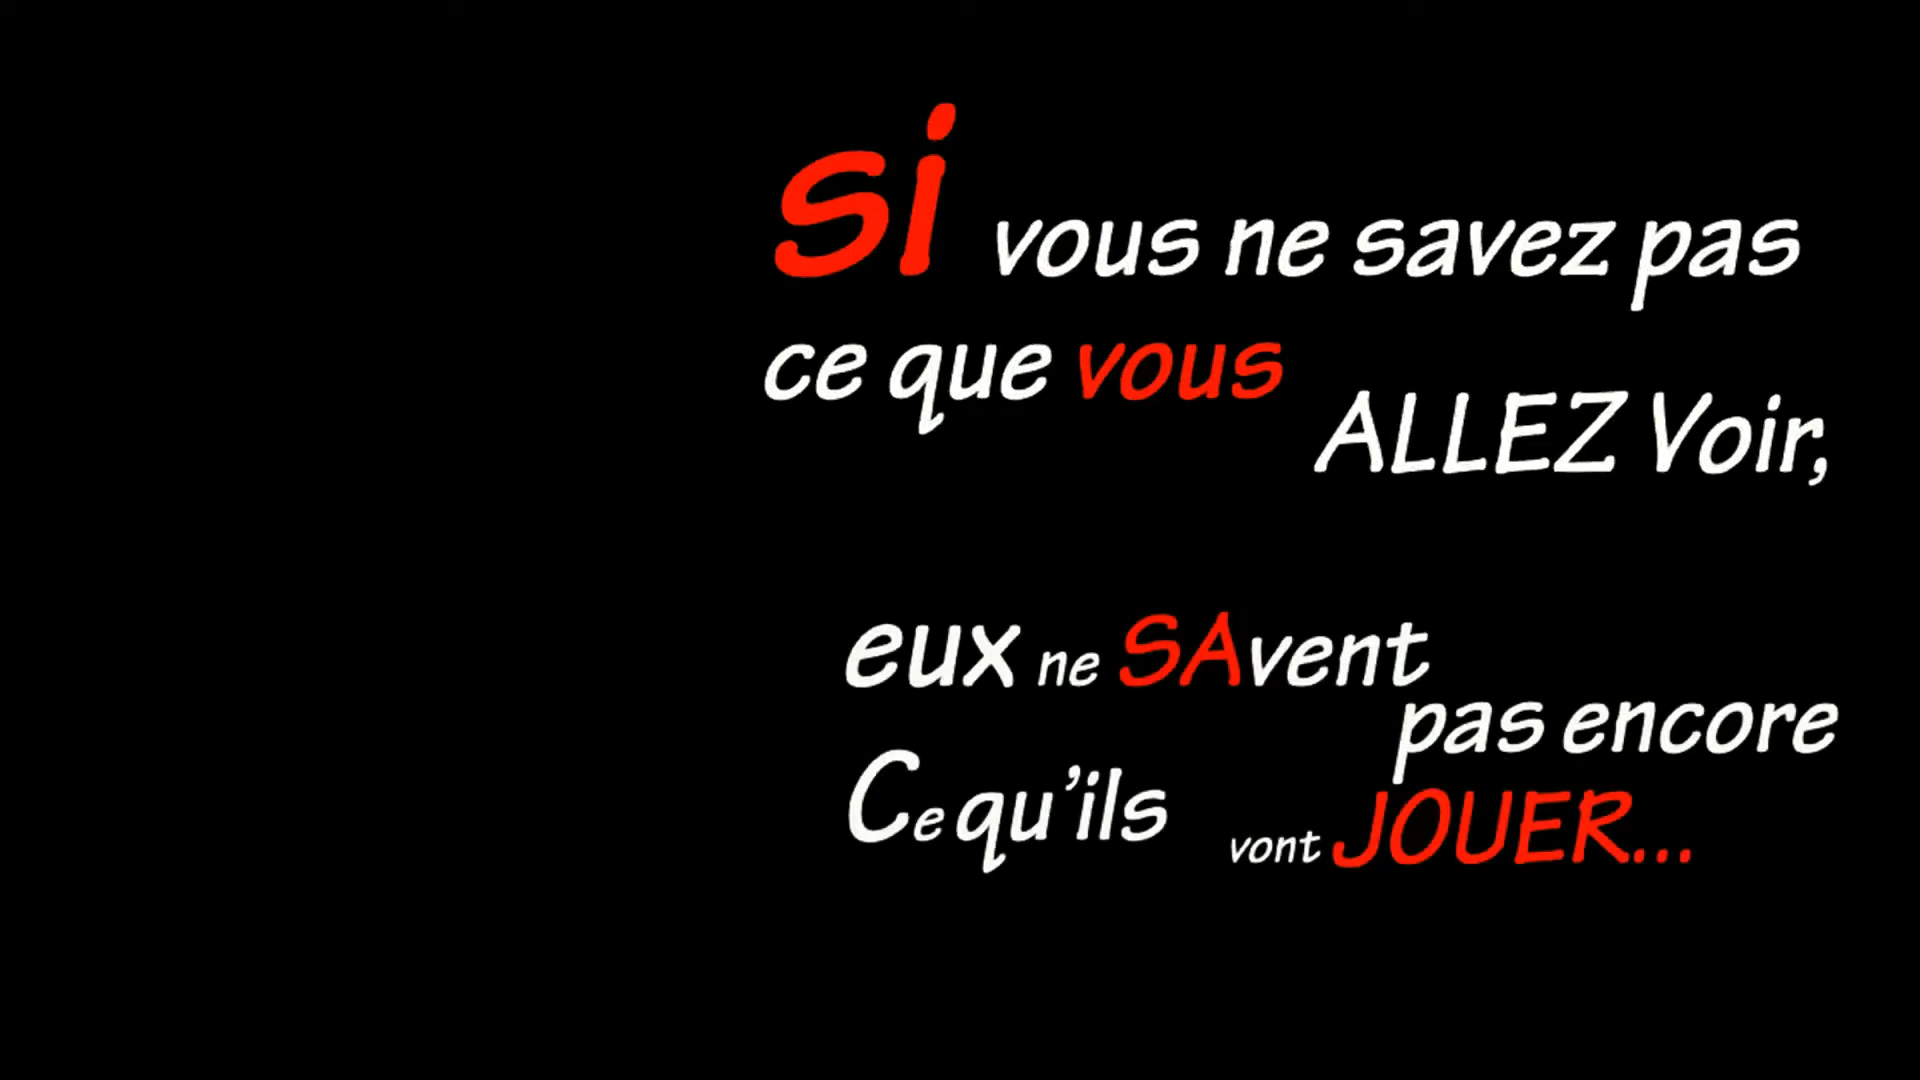 si vous ne savez pas
ce que vous
ALLEZ Voir,
eux ne SAvent
pas encore
Ce qu'ils
vont JOUER...